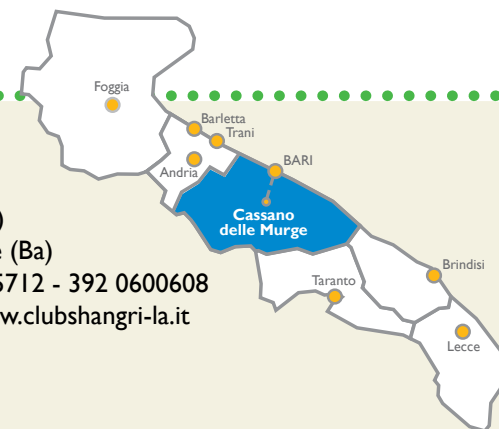 Foggia
Barletta
Trani
Andria
BARI
Cassano
delle Murge
Brindisi
Taranto
Lecce
)
(Ba)
5712 - 392 0600608
w.clubshangri-la.it